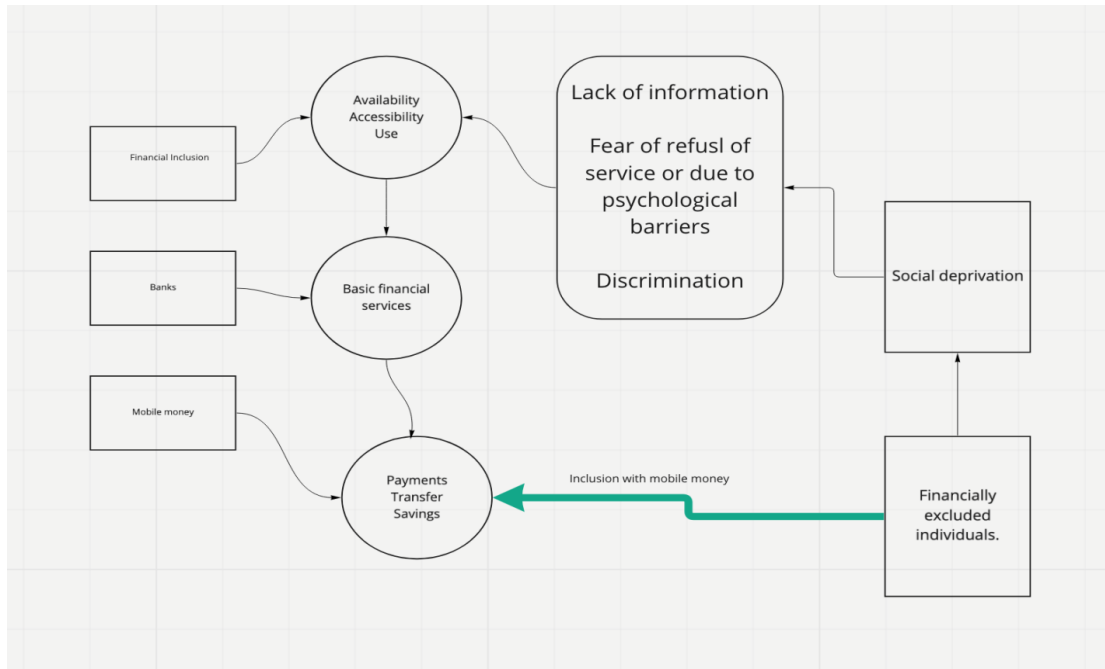 Availability
Accessibility
Use
Financial Inclusion
Banks
Basic financial
services
Mobile money
Payments
Transfer
Savings
Lack of information
Fear of refusl of
service or due to
psychological
barriers
Discrimination
Social deprivation
Inclusion with mobile money
Financially
excluded
individuals.